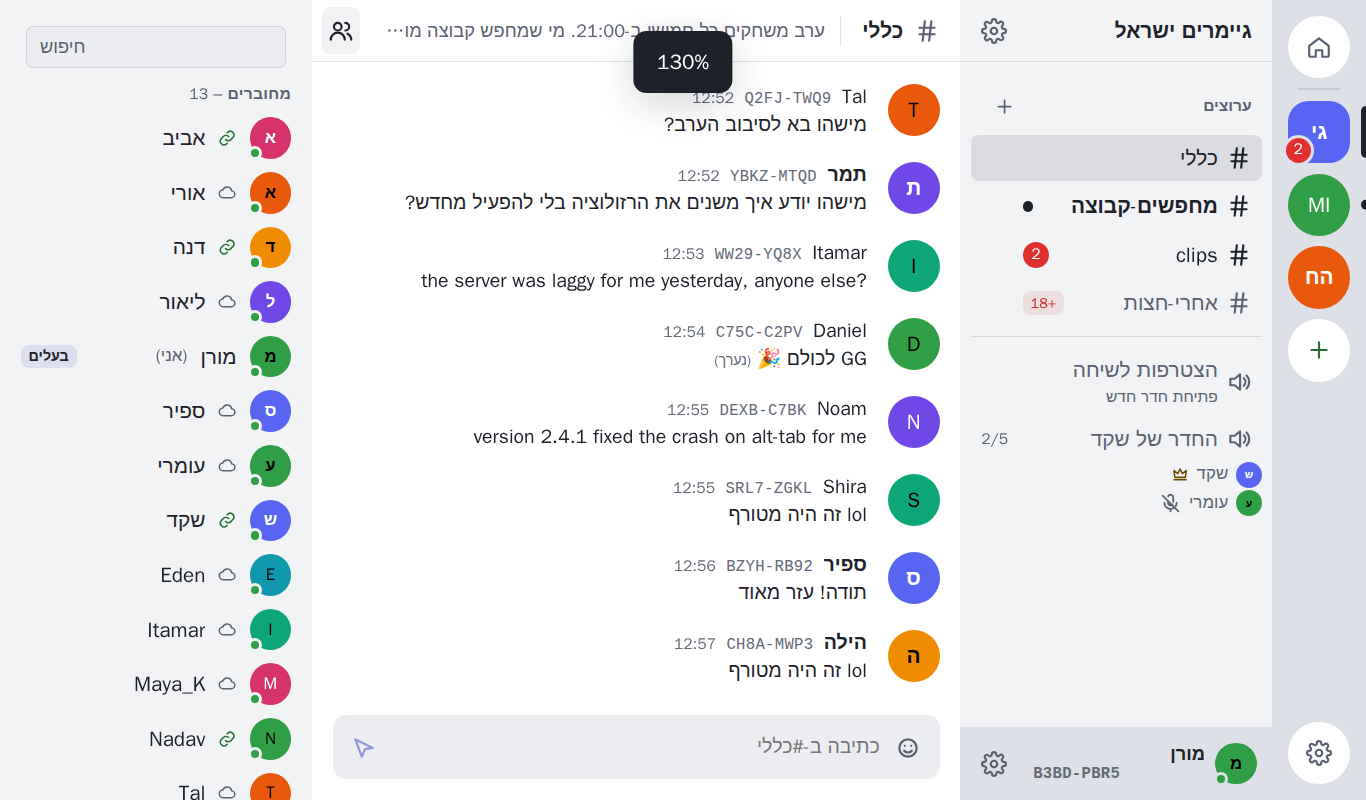 גי
2
MI
הח
גיימרים ישראל
ערוצים
כללי
מחפשים-קבוצה
clips
2
אחרי-חצות
18+
הצטרפות לשיחה
פתיחת חדר חדש
החדר של שקד
2/5
ש
שקד
ע
עומרי
מ
מורן
B3BD-PBR5
# כללי
ערב משחקים כל חמישי ב-21:00. מי שמחפש קבוצה מו…
130%
T
Tal Q2FJ-TWQ9 12:52
מישהו בא לסיבוב הערב?
ת
תמר YBKZ-MTQD 12:52
מישהו יודע איך משנים את הרזולוציה בלי להפעיל מחדש?
I
Itamar WW29-YQ8X 12:53
the server was laggy for me yesterday, anyone else?
D
Daniel C75C-C2PV 12:54
GG לכולם 🎉 (נערך)
N
Noam DEXB-C7BK 12:55
version 2.4.1 fixed the crash on alt-tab for me
S
Shira SRL7-ZGKL 12:55
lol זה היה מטורף
ס
ספיר BZYH-RB92 12:56
תודה! עזר מאוד
ה
הילה CH8A-MWP3 12:57
lol זה היה מטורף
כתיבה ב-#כללי
חיפוש
מחוברים – 13
א
אביב
א
אורי
ד
דנה
ל
ליאור
מ
מורן (אני)
בעלים
ס
ספיר
ע
עומרי
ש
שקד
E
Eden
I
Itamar
M
Maya_K
N
Nadav
T
Tal